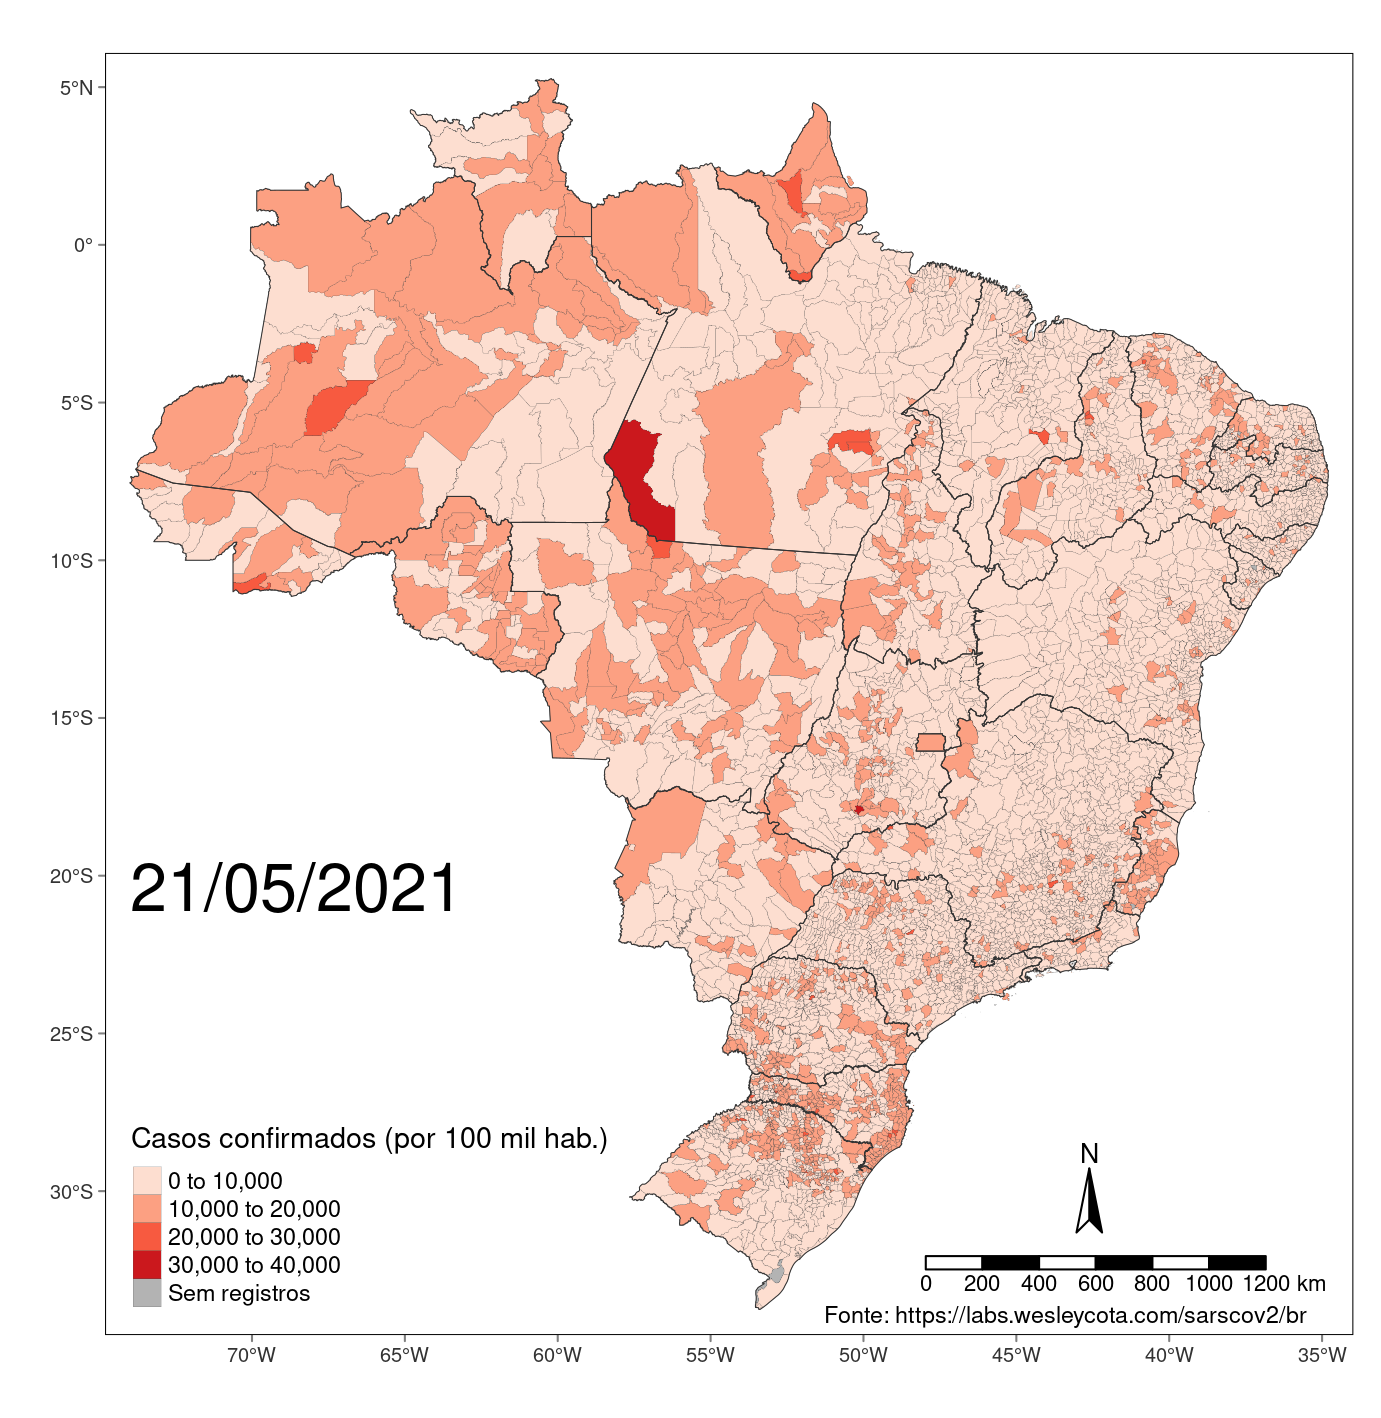 5°N
0°
5°S
10°S
15°S
20°S
25°S
30°S
21/05/2021
Casos confirmados (por 100 mil hab.)
0 to 10,000
10,000 to 20,000
20,000 to 30,000
30,000 to 40,000
Sem registros
N
0 200 400 600 800 1000 1200 km
Fonte: https://labs.wesleycota.com/sarscov2/br
70°W 65°W 60°W 55°W 50°W 45°W 40°W 35°W